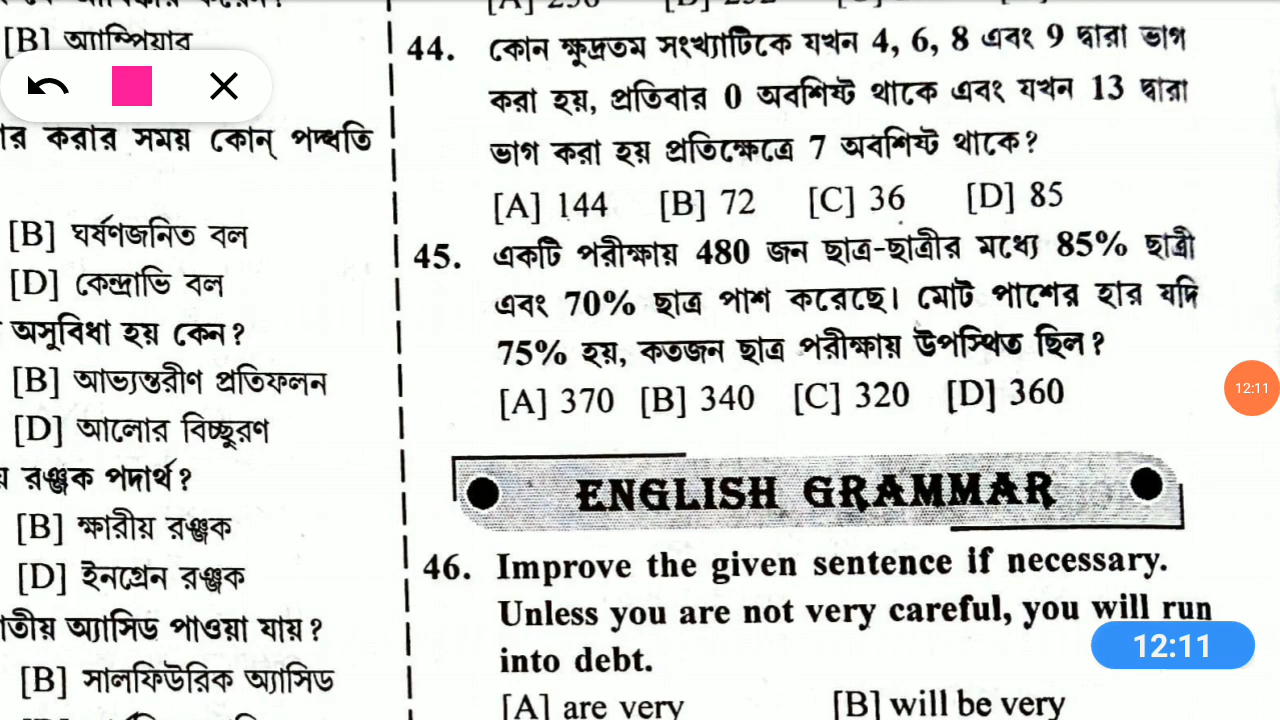 [B] অ্যাম্পিয়ার
র করার সময় কোন্ পদ্ধতি
[B] ঘর্ষণজনিত বল
[D] কেন্দ্রাভি বল
অসুবিধা হয় কেন?
[B] আভ্যন্তরীণ প্রতিফলন
[D] আলোর বিচ্ছুরণ
রঞ্জক পদার্থ?
[B] ক্ষারীয় রঞ্জক
[D] ইনগ্রেন রঞ্জক
তীয় অ্যাসিড পাওয়া যায়?
[B] সালফিউরিক অ্যাসিড
44. কোন ক্ষুদ্রতম সংখ্যাটিকে যখন 4, 6, 8 এবং 9 দ্বারা ভাগ
করা হয়, প্রতিবার 0 অবশিষ্ট থাকে এবং যখন 13 দ্বারা
ভাগ করা হয় প্রতিক্ষেত্রে 7 অবশিষ্ট থাকে?
[A] 144 [B] 72 [C] 36 [D] 85
45. একটি পরীক্ষায় 480 জন ছাত্র-ছাত্রীর মধ্যে 85% ছাত্রী
এবং 70% ছাত্র পাশ করেছে। মোট পাশের হার যদি
75% হয়, কতজন ছাত্র পরীক্ষায় উপস্থিত ছিল?
[A] 370 [B] 340 [C] 320 [D] 360
ENGLISH GRAMMAR
46. Improve the given sentence if necessary.
Unless you are not very careful, you will run
into debt.
[A] are very [B] will be very
12:11
12:11